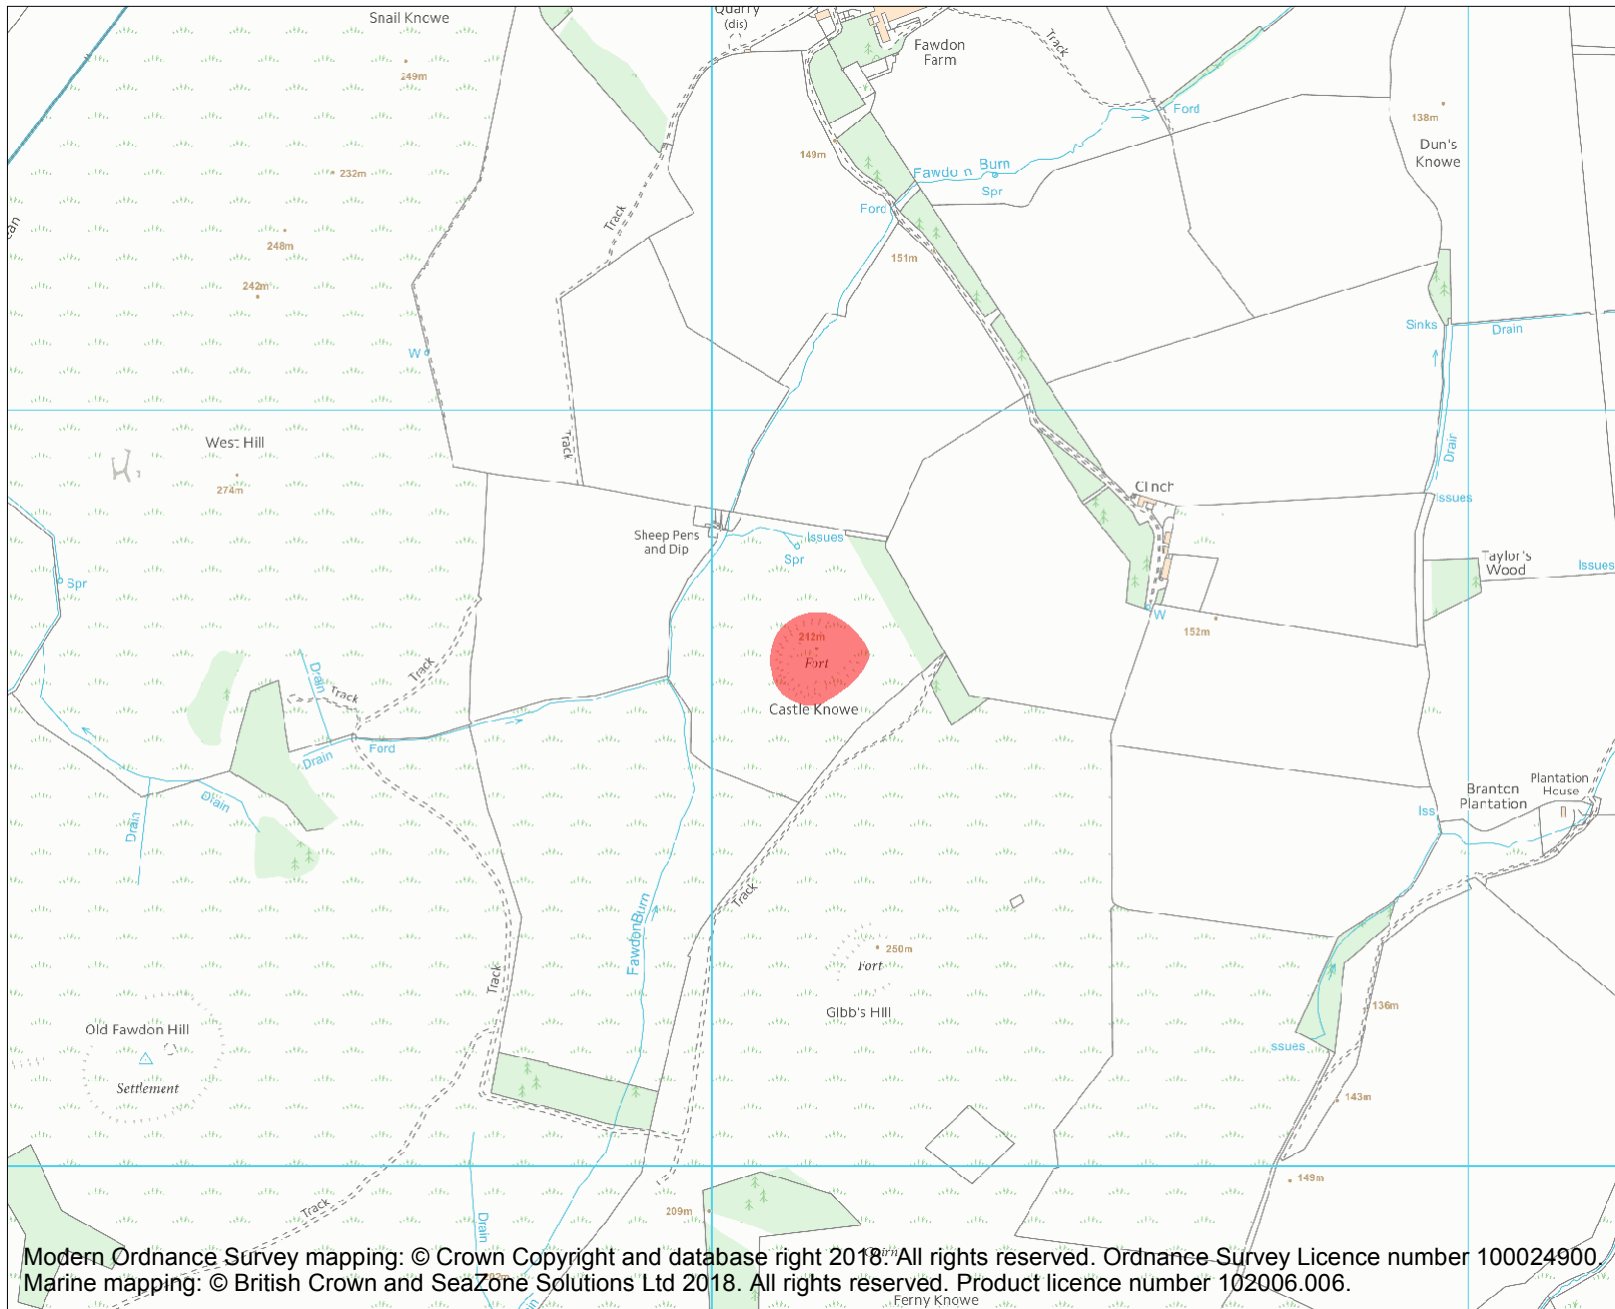 Snail Knowe
Quarry
(dis)
Fawdon
Farm
Track
249m
Ford
138m
Dun's
Knowe
149m
232m
Fawdo n Burn
Spr
Ford
Track
248m
151m
242m
Sinks
Drain
W
West Hill
Track
274m
Clinch
Issues
Sheep Pens
and Dip
Issues
Spr
Taylor's
Wood
Issues
Spr
W
152m
212m
Fort
Track
Drain
Track
Castle Knowe
Ford
Drain
Drain
Drain
Plantation
House
Branton
Plantation
Iss
Track
Fawdon Burn
250m
Fort
Track
Gibb's Hill
136m
Old Fawdon Hill
Settlement
ssues
143m
149m
Track
209m
Drain
Cairn
Modern Ordnance Survey mapping: © Crown Copyright and database right 2018. All rights reserved. Ordnance Survey Licence number 100024900.
Marine mapping: © British Crown and SeaZone Solutions Ltd 2018. All rights reserved. Product licence number 102006.006.
Ferny Knowe